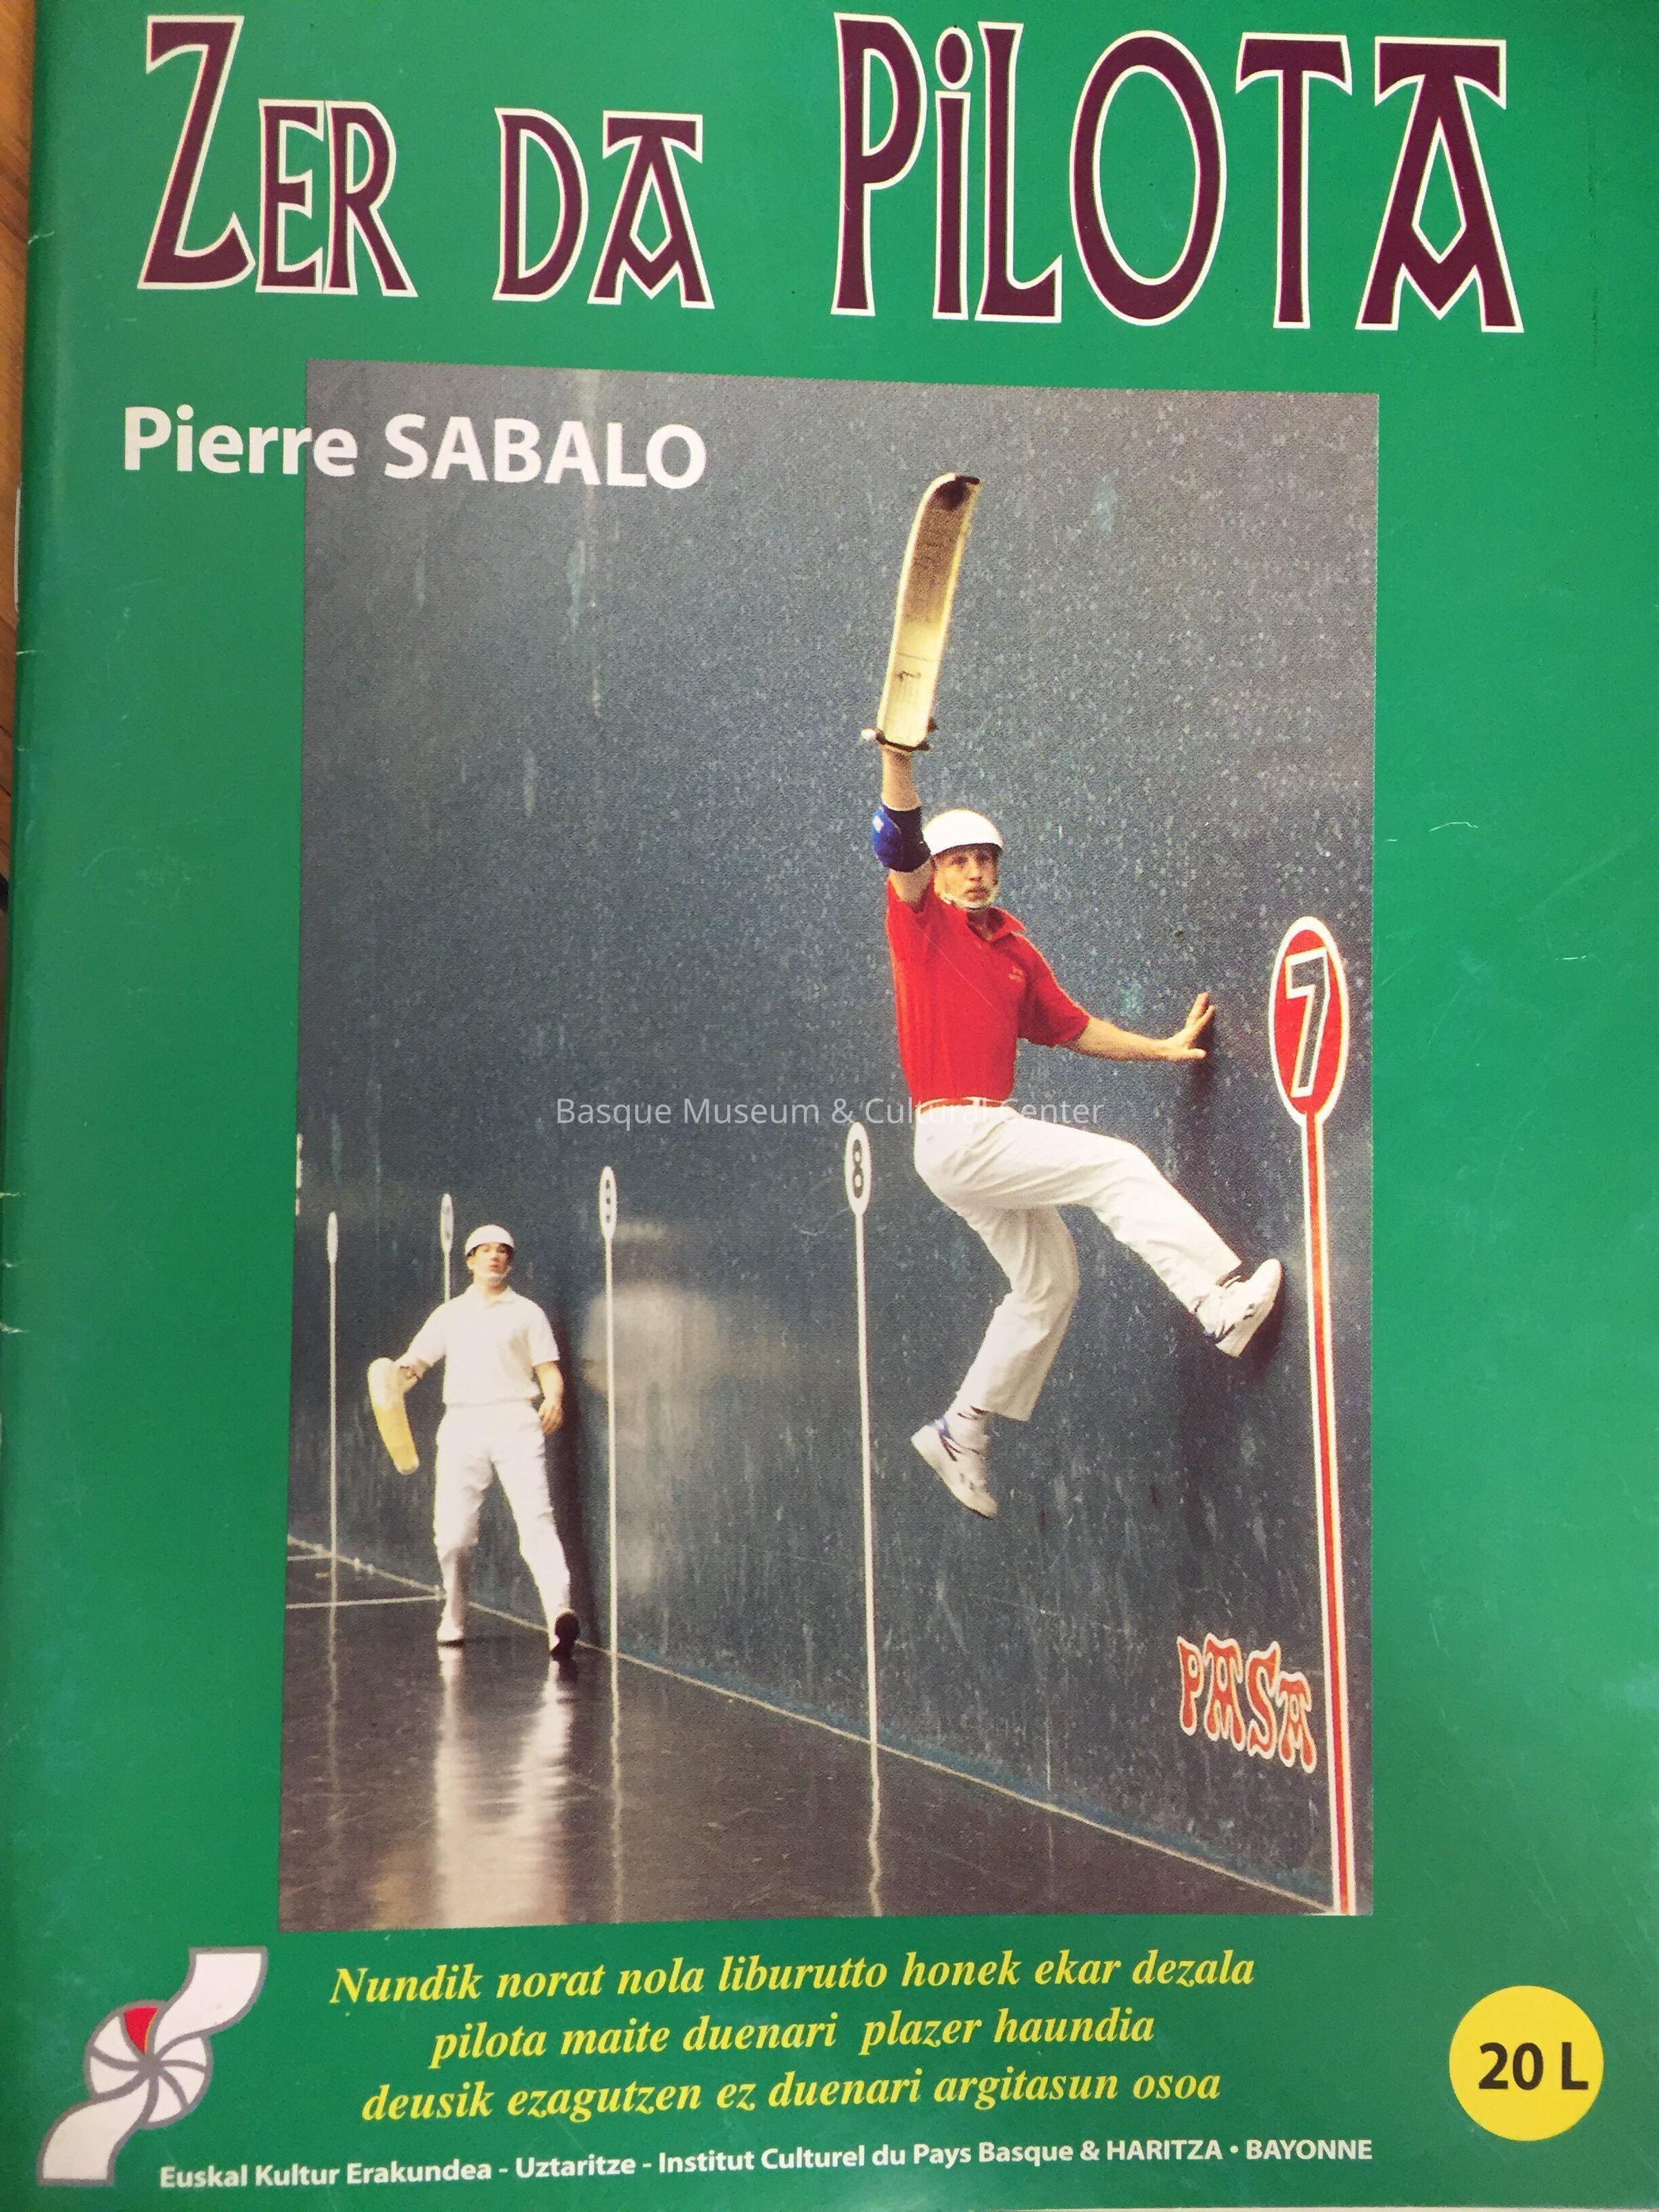 ZER DA PiLOTA
Pierre SABALO
7
Basque Museum & Cultural Center
8
9
PASA
Nundik norat nola liburutto honek ekar dezala
pilota maite duenari plazer haundia
deusik ezagutzen ez duenari argitasun osoa
20 L
Euskal Kultur Erakundea - Uztaritze - Institut Culturel du Pays Basque & HARITZA • BAYONNE